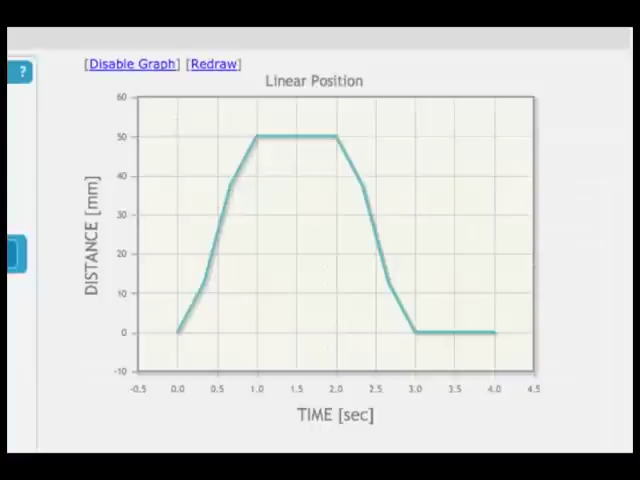 ?
[Disable Graph] [Redraw]
Linear Position
60
50
40
30
20
10
0
-10
DISTANCE [mm]
-0.5 0.0 0.5 1.0 1.5 2.0 2.5 3.0 3.5 4.0 4.5
TIME [sec]